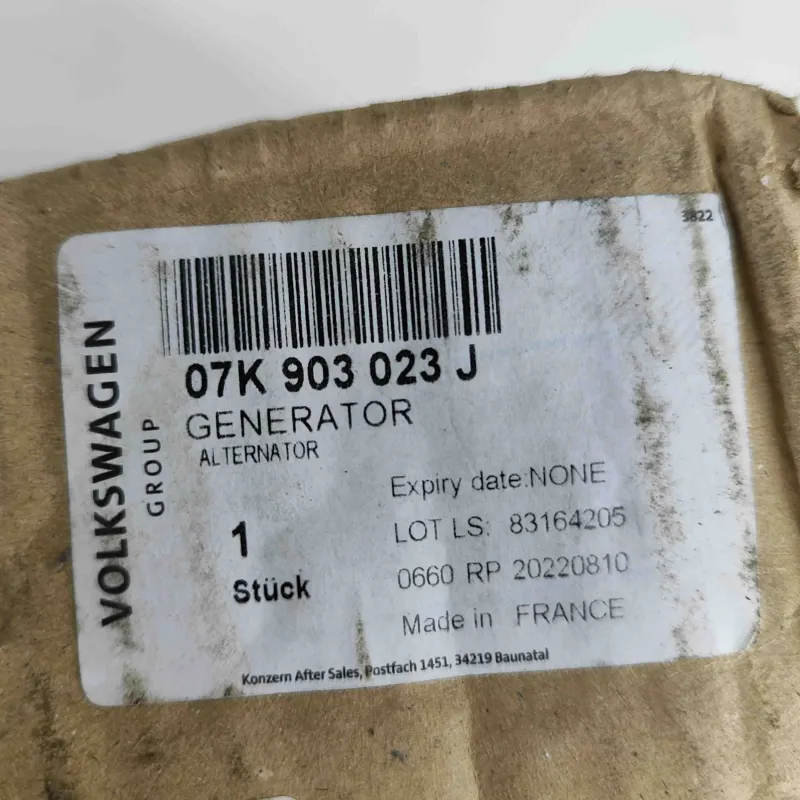 3822
VOLKSWAGEN
GROUP
07K 903 023 J
GENERATOR
ALTERNATOR
1
Stück
Expiry date:NONE
LOT LS: 83164205
0660 RP 20220810
Made in FRANCE
Konzern After Sales, Postfach 1451, 34219 Baunatal